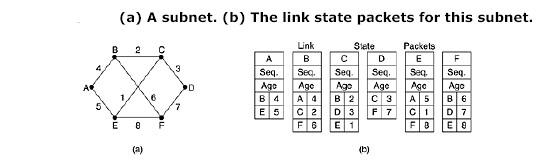 (a) A subnet. (b) The link state packets for this subnet.
Link State Packets
B 2 C
4 3
A 1 6 D
5 7
E 8 F
A B C D E F
Seq. Seq. Seq. Seq. Seq. Seq.
Age Age Age Age Age Age
B 4 A 4 B 2 C 3 A 5 B 6
E 5 C 2 D 3 F 7 C 1 D 7
F 6 E 1 F 8 E 8
(a) (b)